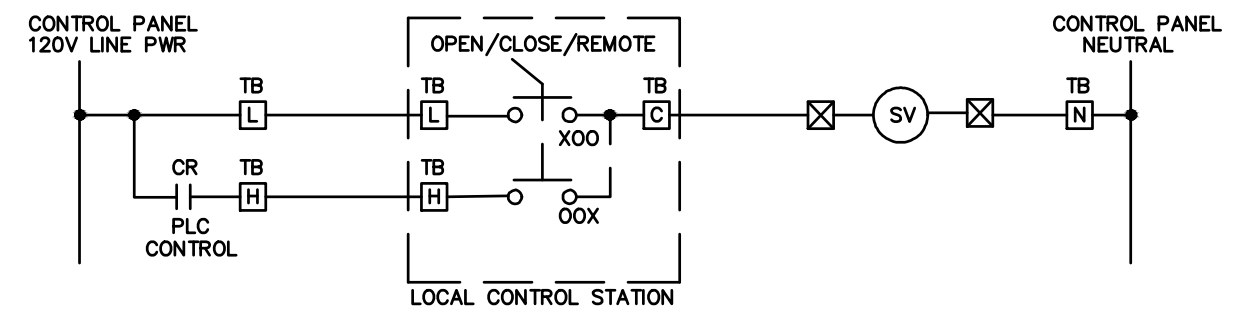 CONTROL PANEL
120V LINE PWR
OPEN/CLOSE/REMOTE
CONTROL PANEL
NEUTRAL
TB
TB
TB
TB
L
L
C
SV
N
XOO
CR
TB
TB
H
H
OOX
PLC
CONTROL
LOCAL CONTROL STATION